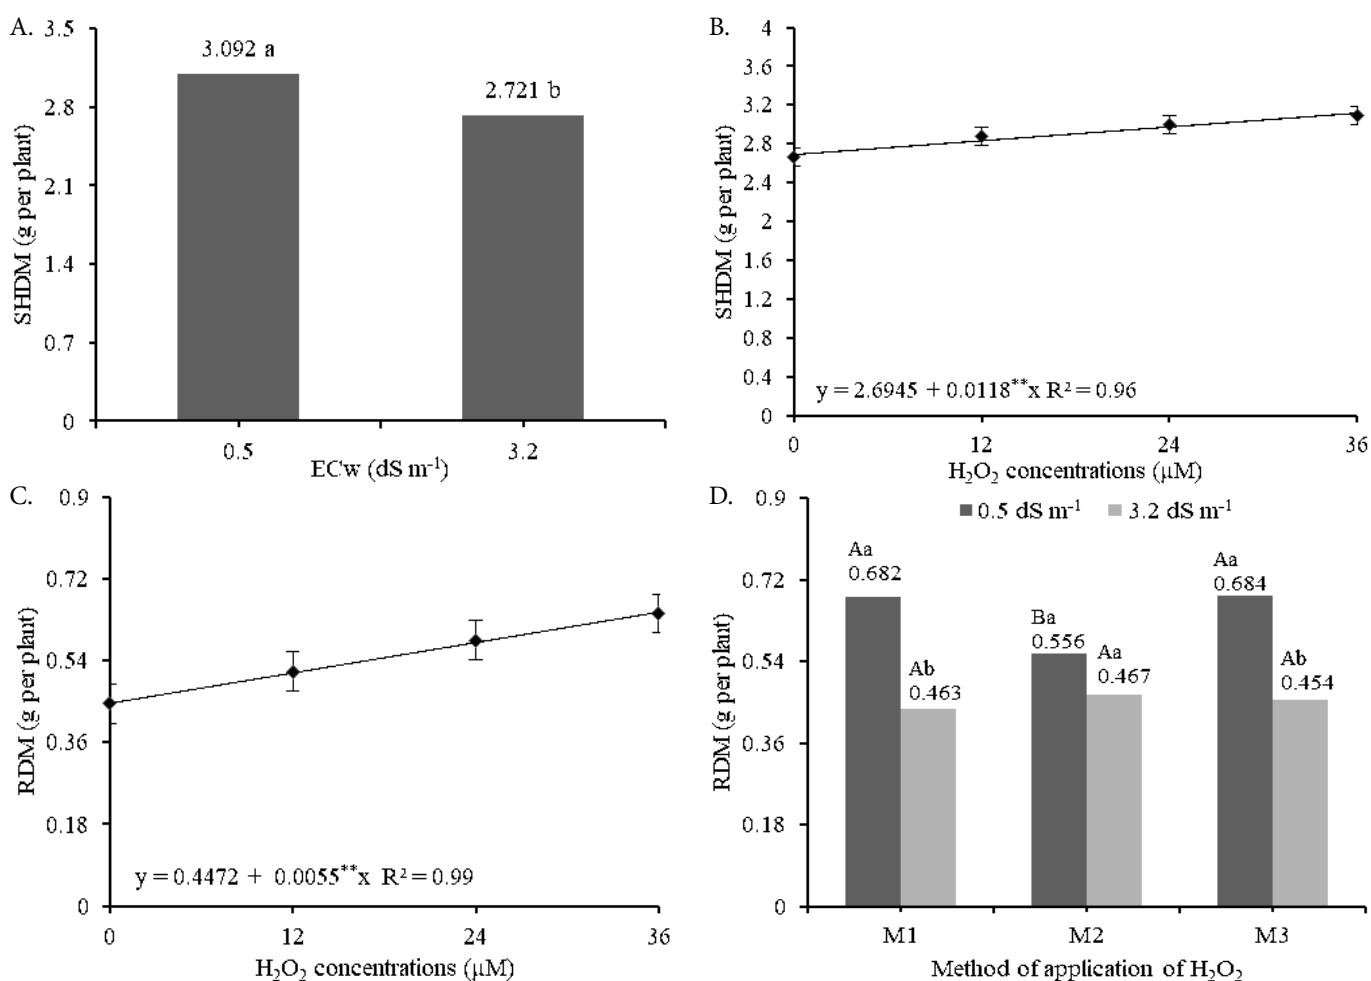 A.
3.5
2.8
2.1
1.4
0.7
0
SHDM (g per plant)
3.092 a
2.721 b
0.5
3.2
ECw (dS m⁻¹)
B.
4
3.6
3.2
2.8
2.4
2
1.6
1.2
0.8
0.4
0
SHDM (g per plant)
y = 2.6945 + 0.0118**x R² = 0.96
0
12
24
36
H₂O₂ concentrations (µM)
C.
0.9
0.72
0.54
0.36
0.18
0
RDM (g per plant)
y = 0.4472 + 0.0055**x R² = 0.99
0
12
24
36
H₂O₂ concentrations (µM)
D.
0.9
0.72
0.54
0.36
0.18
0
RDM (g per plant)
0.5 dS m⁻¹
3.2 dS m⁻¹
Aa
0.682
Ab
0.463
Ba
0.556
Aa
0.467
Aa
0.684
Ab
0.454
M1
M2
M3
Method of application of H₂O₂